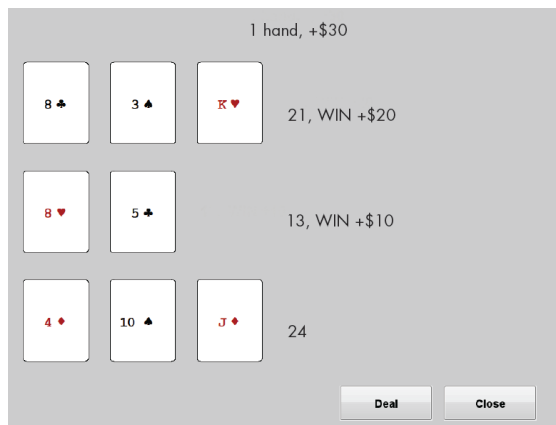 1 hand, +$30
8 ♣ 3 ♠ K ♥ 21, WIN +$20
8 ♥ 5 ♣ 13, WIN +$10
4 ♦ 10 ♠ J ♦ 24
Deal Close